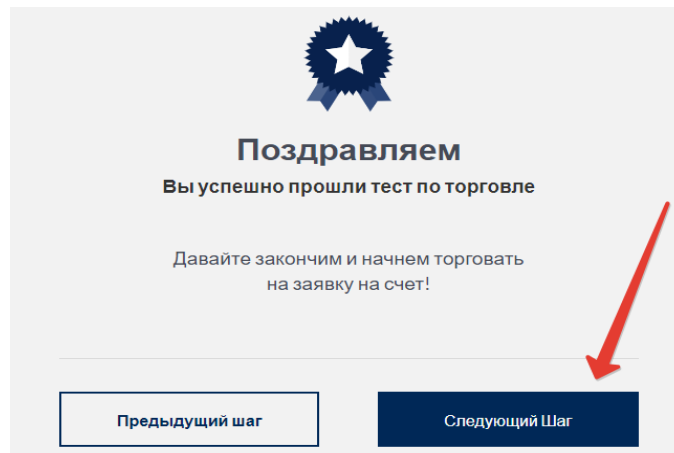 Поздравляем
Вы успешно прошли тест по торговле
Давайте закончим и начнем торговать
на заявку на счет!
Предыдущий шаг
Следующий Шаг